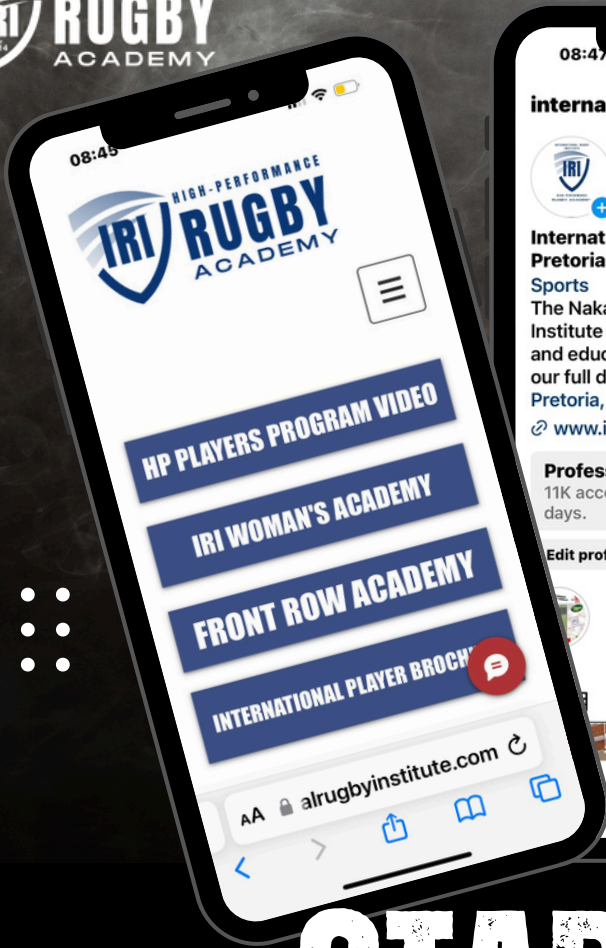 RUGBY
ACADEMY
08:45
HIGH-PERFORMANCE
IRI RUGBY
ACADEMY
HP PLAYERS PROGRAM VIDEO
IRI WOMAN'S ACADEMY
FRONT ROW ACADEMY
INTERNATIONAL PLAYER BROCH
AA alrugbyinstitute.com
08:47
interna
IRI
Internat
Pretoria
Sports
The Naka
Institute
and educ
our full d
Pretoria,
www.i
Profess
11K acco
days.
Edit prof
STAR